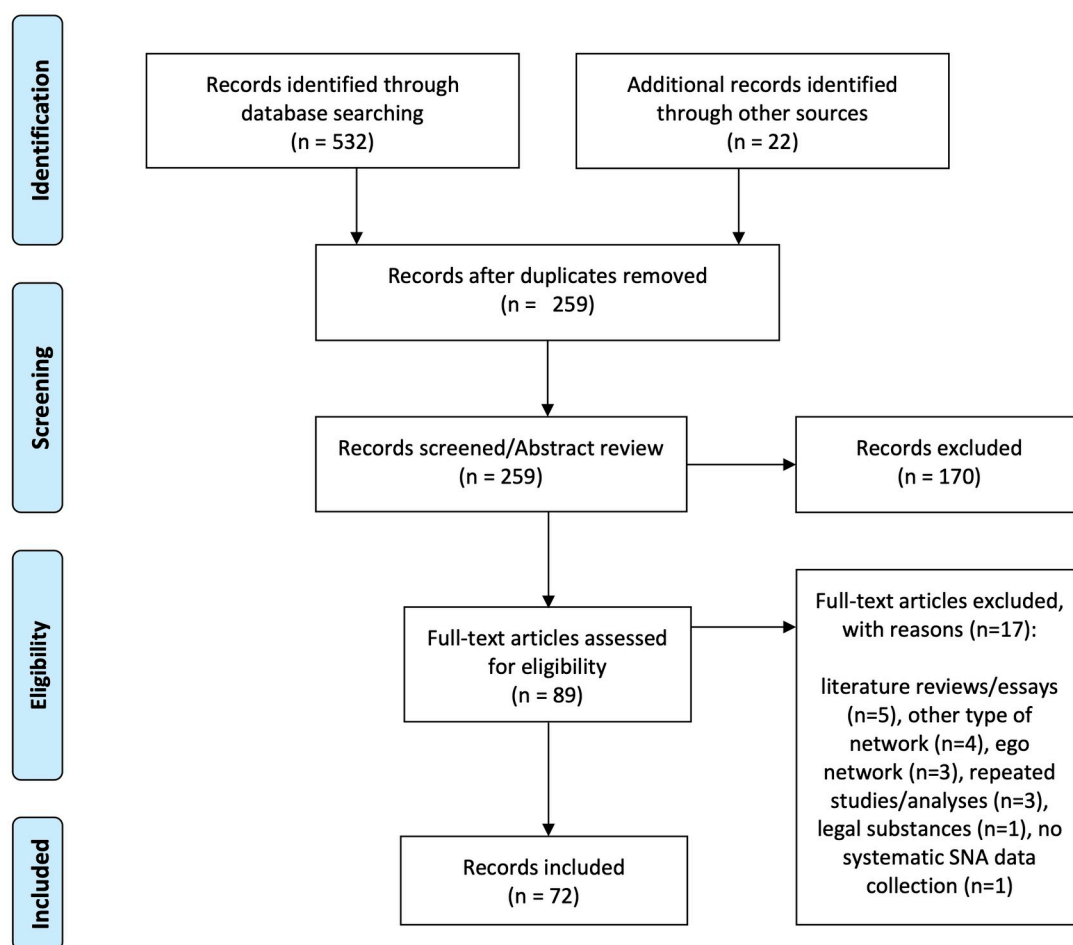 Identification
Records identified through
database searching
(n = 532)
Additional records identified
through other sources
(n = 22)
Records after duplicates removed
(n =   259)
Screening
Records screened/Abstract review
(n = 259)
Records excluded
(n = 170)
Eligibility
Full-text articles assessed
for eligibility
(n = 89)
Full-text articles excluded,
with reasons (n=17):
literature reviews/essays
(n=5), other type of
network (n=4), ego
network (n=3), repeated
studies/analyses (n=3),
legal substances (n=1), no
systematic SNA data
collection (n=1)
Included
Records included
(n = 72)